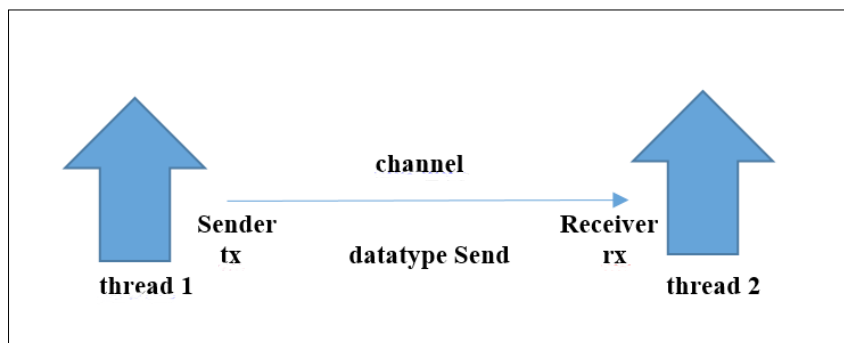 channel
Sender
tx
datatype Send
Receiver
rx
thread 1
thread 2